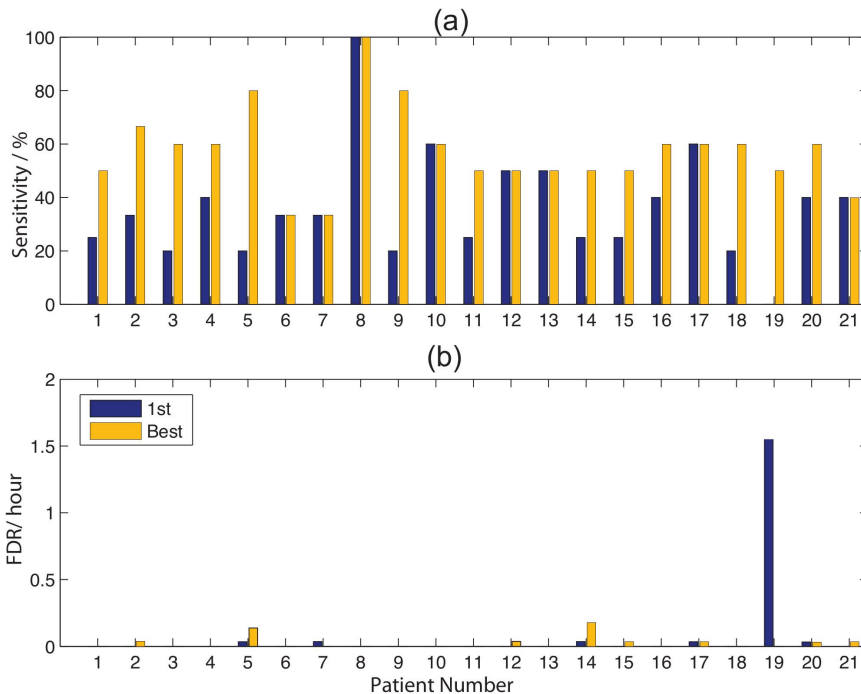 (a)
100
80
60
40
20
0
Sensitivity / %
1 2 3 4 5 6 7 8 9 10 11 12 13 14 15 16 17 18 19 20 21
(b)
2
1.5
1
0.5
0
FDR/ hour
1st
Best
1 2 3 4 5 6 7 8 9 10 11 12 13 14 15 16 17 18 19 20 21
Patient Number